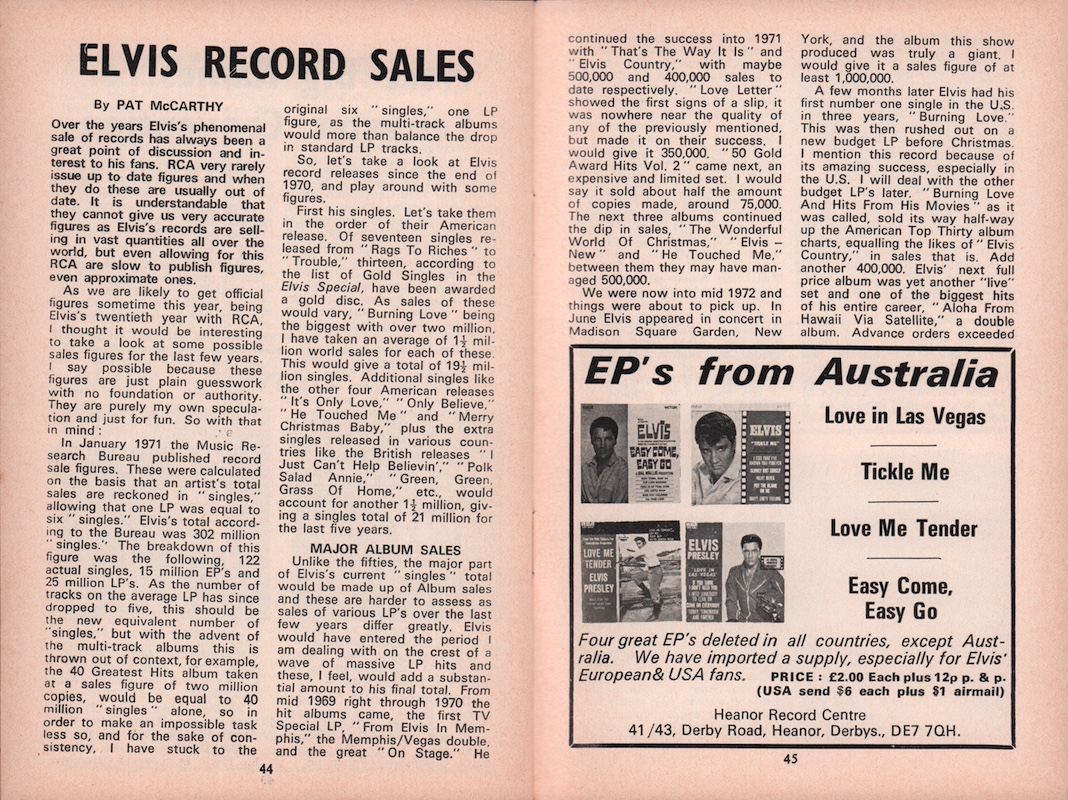 ELVIS RECORD SALES
By PAT McCARTHY
Over the years Elvis's phenomenal
sale of records has always been a
great point of discussion and in-
terest to his fans. RCA very rarely
issue up to date figures and when
they do these are usually out of
date. It is understandable that
they cannot give us very accurate
figures as Elvis's records are sell-
ing in vast quantities all over the
world, but even allowing for this
RCA are slow to publish figures,
even approximate ones.
As we are likely to get official
figures sometime this year, being
Elvis's twentieth year with RCA,
I thought it would be interesting
to take a look at some possible
sales figures for the last few years.
I say possible because these
figures are just plain guesswork
with no foundation or authority.
They are purely my own specula-
tion and just for fun. So with that
in mind :
In January 1971 the Music Re-
search Bureau published record
sale figures. These were calculated
on the basis that an artist's total
sales are reckoned in "singles,"
allowing that one LP was equal to
six "singles." Elvis's total accord-
ing to the Bureau was 302 million
"singles." The breakdown of this
figure was the following, 122
actual singles, 15 million EP's and
25 million LP's. As the number of
tracks on the average LP has since
dropped to five, this should be
the new equivalent number of
"singles," but with the advent of
the multi-track albums this is
thrown out of context, for example,
the 40 Greatest Hits album taken
at a sales figure of two million
copies, would be equal to 40
million "singles" alone, so in
order to make an impossible task
less so, and for the sake of con-
sistency, I have stuck to the
original six "singles," one LP
figure, as the multi-track albums
would more than balance the drop
in standard LP tracks.
So, let's take a look at Elvis
record releases since the end of
1970, and play around with some
figures.
First his singles. Let's take them
in the order of their American
release. Of seventeen singles re-
leased from "Rags To Riches" to
"Trouble," thirteen, according to
the list of Gold Singles in the
Elvis Special, have been awarded
a gold disc. As sales of these
would vary, "Burning Love" being
the biggest with over two million,
I have taken an average of 1½ mil-
lion world sales for each of these.
This would give a total of 19½ mil-
lion singles. Additional singles like
the other four American releases
"It's Only Love," "Only Believe,"
"He Touched Me" and "Merry
Christmas Baby," plus the extra
singles released in various coun-
tries like the British releases "I
Just Can't Help Believin'," "Polk
Salad Annie," "Green, Green,
Grass Of Home," etc., would
account for another 1½ million, giv-
ing a singles total of 21 million for
the last five years.
MAJOR ALBUM SALES
Unlike the fifties, the major part
of Elvis's current "singles" total
would be made up of Album sales
and these are harder to assess as
sales of various LP's over the last
few years differ greatly. Elvis
would have entered the period I
am dealing with on the crest of a
wave of massive LP hits and
these, I feel, would add a substan-
tial amount to his final total. From
mid 1969 right through 1970 the
hit albums came, the first TV
Special LP, "From Elvis In Mem-
phis," the Memphis/Vegas double,
and the great "On Stage." He
44
continued the success into 1971
with "That's The Way It Is" and
"Elvis Country," with maybe
500,000 and 400,000 sales to
date respectively. "Love Letter"
showed the first signs of a slip, it
was nowhere near the quality of
any of the previously mentioned,
but made it on their success. I
would give it 350,000. "50 Gold
Award Hits Vol. 2" came next, an
expensive and limited set. I would
say it sold about half the amount
of copies made, around 75,000.
The next three albums continued
the dip in sales, "The Wonderful
World Of Christmas," "Elvis –
New" and "He Touched Me,"
between them they may have man-
aged 500,000.
We were now into mid 1972 and
things were about to pick up. In
June Elvis appeared in concert in
Madison Square Garden, New
York, and the album this show
produced was truly a giant. I
would give it a sales figure of at
least 1,000,000.
A few months later Elvis had his
first number one single in the U.S.
in three years, "Burning Love."
This was then rushed out on a
new budget LP before Christmas.
I mention this record because of
its amazing success, especially in
the U.S. I will deal with the other
budget LP's later. "Burning Love
And Hits From His Movies" as it
was called, sold its way half-way
up the American Top Thirty album
charts, equalling the likes of "Elvis
Country," in sales that is. Add
another 400,000. Elvis' next full
price album was yet another "live"
set and one of the biggest hits
of his entire career, "Aloha From
Hawaii Via Satellite," a double
album. Advance orders exceeded
EP's from Australia
ELVIS
EASY COME,
EASY GO
ELVIS
"TICKLE ME"
LOVE ME
TENDER
ELVIS
PRESLEY
ELVIS
PRESLEY
"LOVE IN
LAS VEGAS"
Love in Las Vegas
Tickle Me
Love Me Tender
Easy Come,
Easy Go
Four great EP's deleted in all countries, except Aust-
ralia. We have imported a supply, especially for Elvis'
European& USA fans. PRICE : £2.00 Each plus 12p p. & p.
(USA send $6 each plus $1 airmail)
Heanor Record Centre
41/43, Derby Road, Heanor, Derbys., DE7 7QH.
45